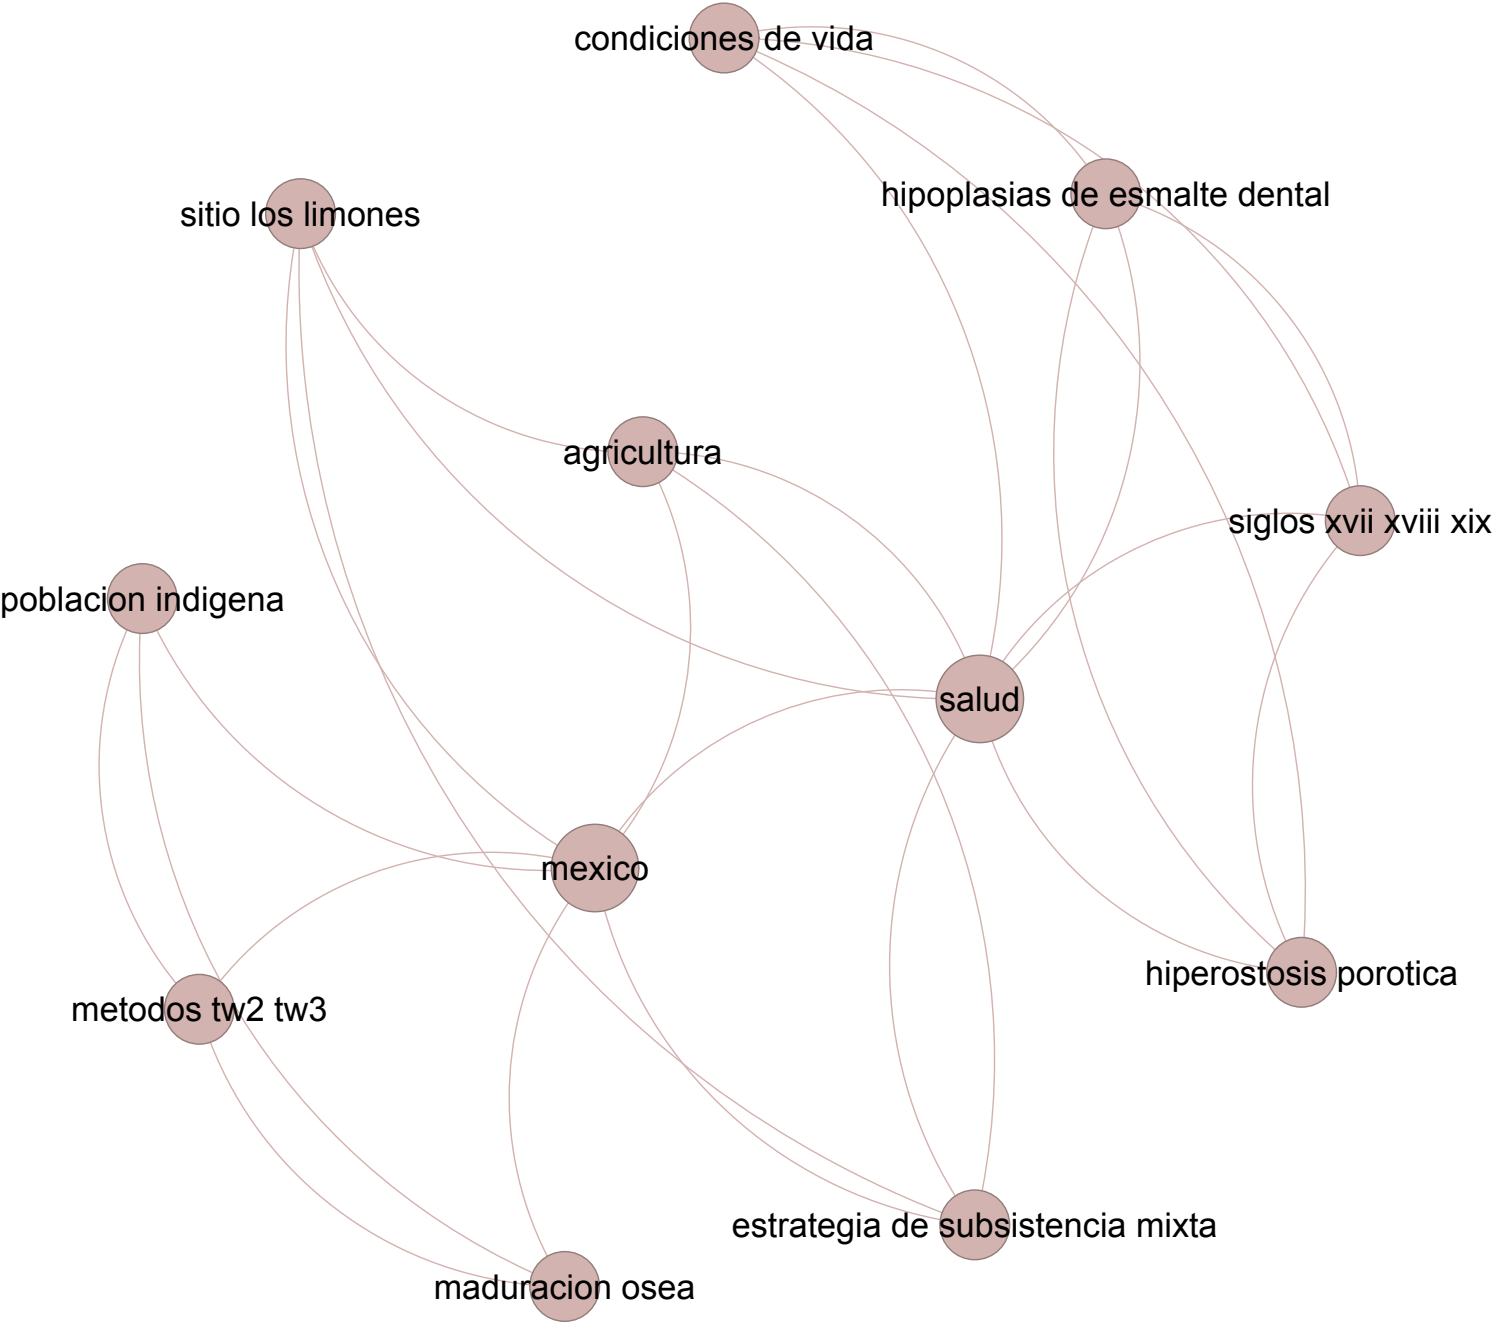 condiciones de vida
hipoplasias de esmalte dental
sitio los limones
agricultura
siglos xvii xviii xix
poblacion indigena
salud
mexico
hiperostosis porotica
metodos tw2 tw3
estrategia de subsistencia mixta
maduracion osea